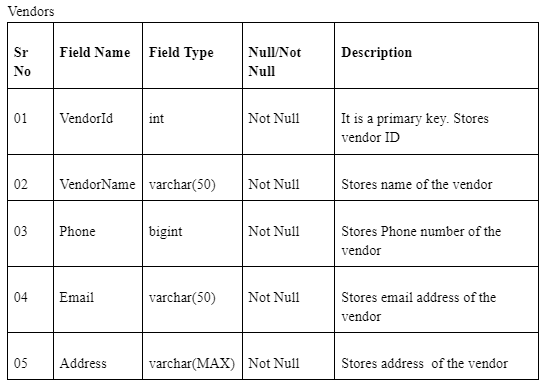 Vendors
Sr No Field Name Field Type Null/Not Null Description
01 VendorId int Not Null It is a primary key. Stores vendor ID
02 VendorName varchar(50) Not Null Stores name of the vendor
03 Phone bigint Not Null Stores Phone number of the vendor
04 Email varchar(50) Not Null Stores email address of the vendor
05 Address varchar(MAX) Not Null Stores address of the vendor